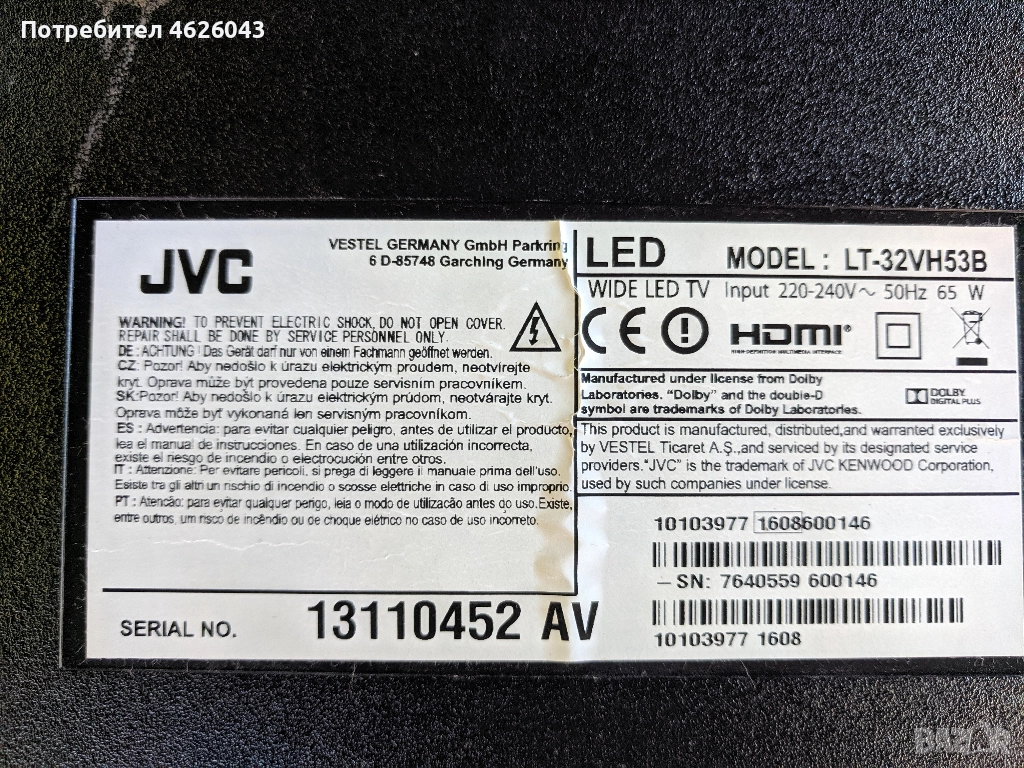 Потребител 4626043
JVC
VESTEL GERMANY GmbH Parkring
6 D-85748 Garching Germany
WARNING! TO PREVENT ELECTRIC SHOCK, DO NOT OPEN COVER.
REPAIR SHALL BE DONE BY SERVICE PERSONNEL ONLY.
DE : ACHTUNG ! Das Gerät darf nur von einem Fachmann geöffnet werden.
CZ: Pozor! Aby nedošlo k úrazu elektrickým proudem, neotvírejte
kryt. Oprava může být provedena pouze servisním pracovníkem.
SK:Pozor! Aby nedošlo k úrazu elektrickým prúdom, neotvárajte kryt.
Oprava môže byť vykonaná len servisným pracovníkom.
ES : Advertencia: para evitar cualquier peligro, antes de utilizar el producto,
lea el manual de instrucciones. En caso de una utilización incorrecta,
existe el riesgo de incendio o electrocución entre otros.
IT : Attenzione: Per evitare pericoli, si prega di leggere il manuale prima dell'uso.
Esiste tra gli altri un rischio di incendio o scosse elettriche in caso di uso improprio.
PT : Atencão: para evitar qualquer perigo, leia o modo de utilizacão antes do uso.Existe,
entre outros, um risco de incêndio ou de choque elétrico no caso de uso incorreto.
SERIAL NO. 13110452 AV
LED MODEL : LT-32VH53B
WIDE LED TV Input 220-240V~ 50Hz 65 W
CE HDMI
HIGH-DEFINITION MULTIMEDIA INTERFACE
Manufactured under license from Dolby
Laboratories. "Dolby" and the double-D
symbol are trademarks of Dolby Laboratories.
DOLBY
DIGITAL PLUS
This product is manufactured, distributed,and warranted exclusively
by VESTEL Ticaret A.Ş.,and serviced by its designated service
providers."JVC" is the trademark of JVC KENWOOD Corporation,
used by such companies under license.
10103977 1608600146
SN: 7640559 600146
10103977 1608
BAZAR